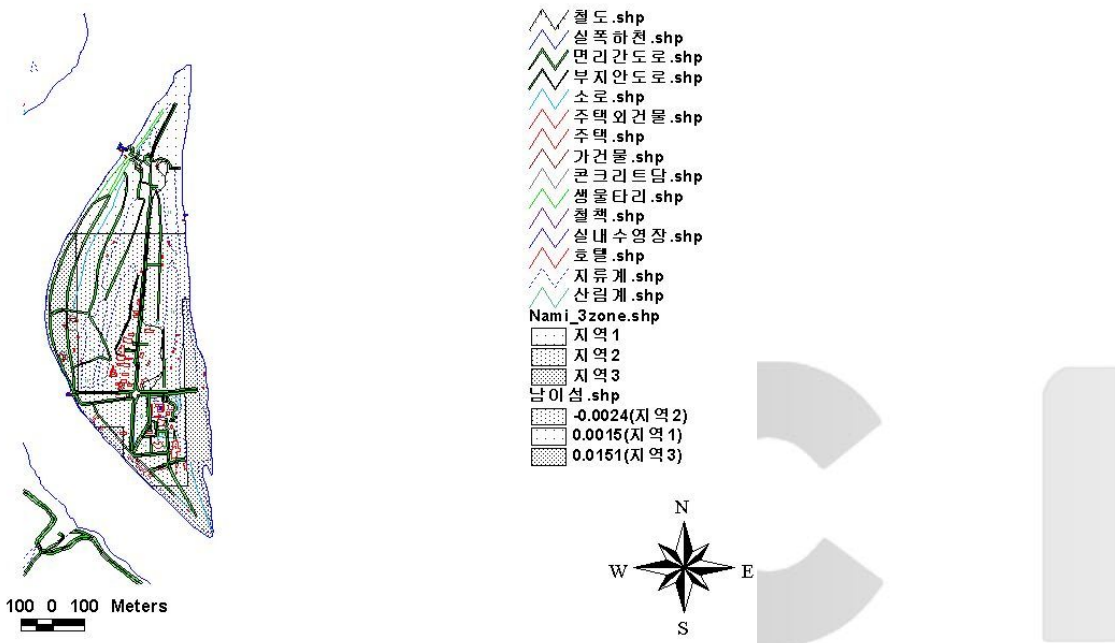 철도.shp
실폭하천.shp
면리간도로.shp
부지안도로.shp
소로.shp
주택외건물.shp
주택.shp
가건물.shp
콘크리트담.shp
생울타리.shp
철책.shp
실내수영장.shp
호텔.shp
지류계.shp
산림계.shp
Nami_3zone.shp
지역1
지역2
지역3
남이섬.shp
-0.0024(지역2)
0.0015(지역1)
0.0151(지역3)
N
W E
S
100 0 100 Meters